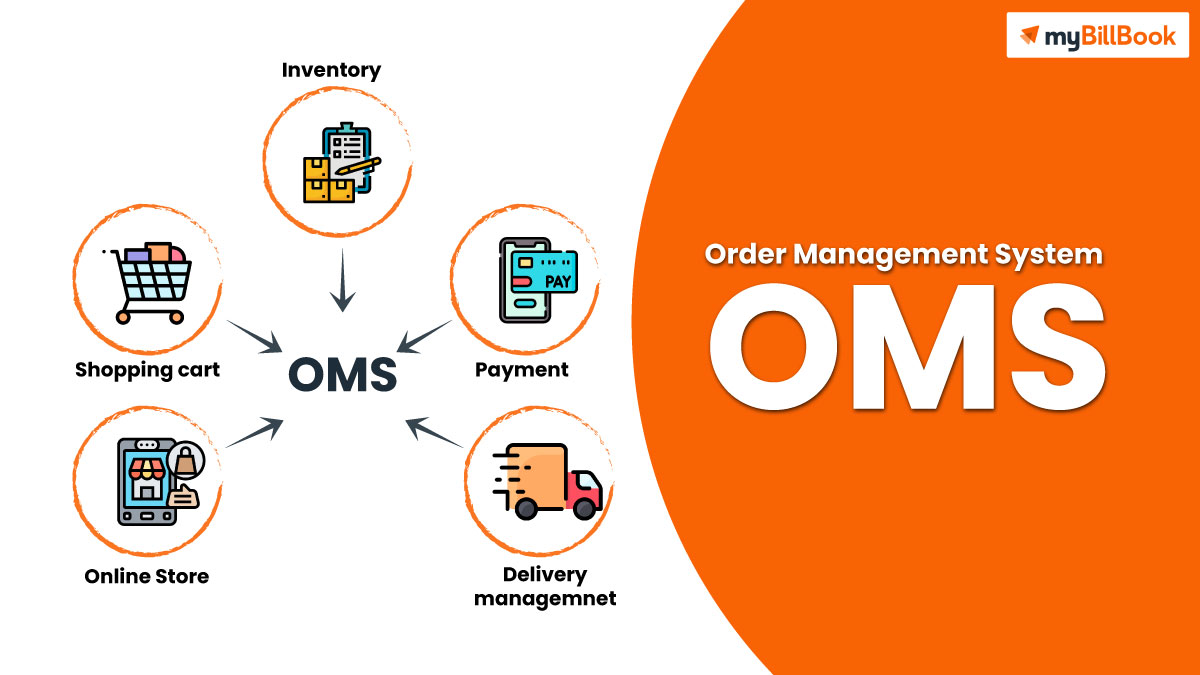 myBillBook
Inventory
Shopping cart
PAY
Payment
OMS
Online Store
Delivery
managemnet
Order Management System
OMS